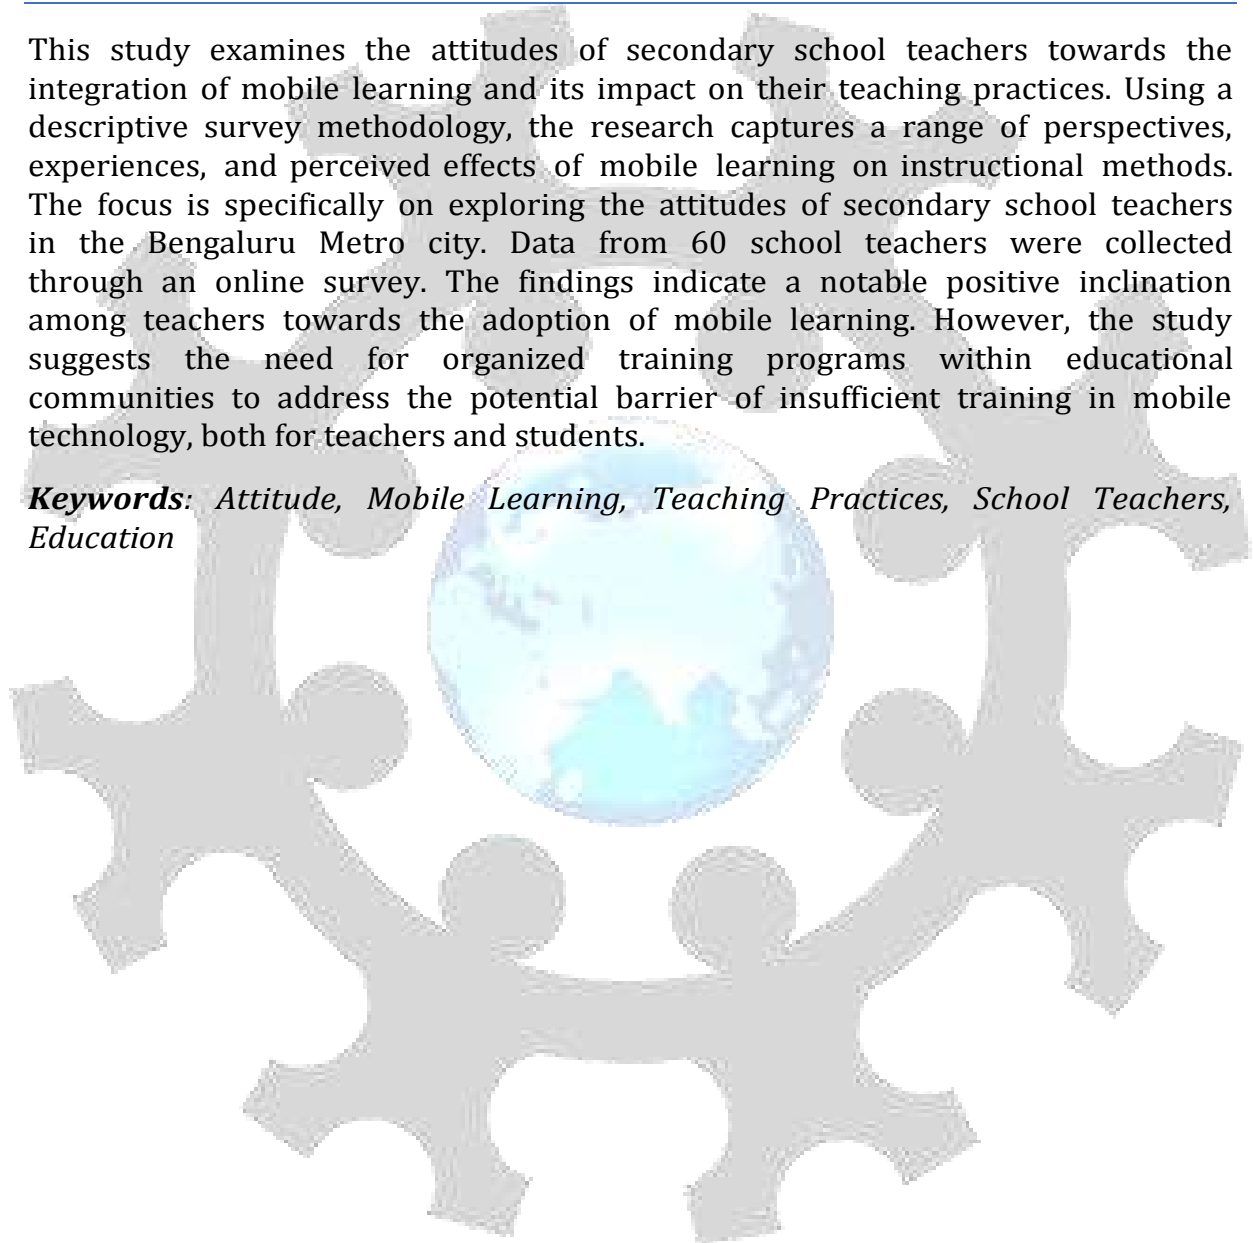 This study examines the attitudes of secondary school teachers towards the
integration of mobile learning and its impact on their teaching practices. Using a
descriptive survey methodology, the research captures a range of perspectives,
experiences, and perceived effects of mobile learning on instructional methods.
The focus is specifically on exploring the attitudes of secondary school teachers
in the Bengaluru Metro city. Data from 60 school teachers were collected
through an online survey. The findings indicate a notable positive inclination
among teachers towards the adoption of mobile learning. However, the study
suggests the need for organized training programs within educational
communities to address the potential barrier of insufficient training in mobile
technology, both for teachers and students.
Keywords: Attitude, Mobile Learning, Teaching Practices, School Teachers,
Education